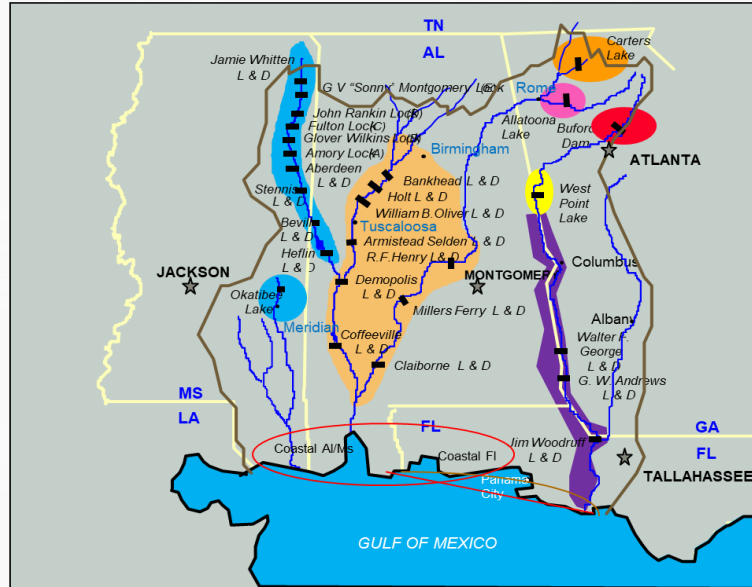 TN
AL
Carters
Lake
Jamie Whitten
L & D
G V "Sonny" Montgomery Lock
Rome
John Rankin Lock
Fulton Lock(C)
Glover Wilkins Lock
Amory Lock(A)
Aberdeen
L & D
Allatoona
Lake
Buford
Dam
ATLANTA
Birmingham
Stennis
L & D
Bankhead L & D
Holt L & D
William B. Oliver L & D
West
Point
Lake
Bevill
L & D
Tuscaloosa
Armistead Selden L & D
R.F.Henry L & D
Heflin
L & D
JACKSON
Okatibee
Lake
Demopolis
L & D
MONTGOMER
Columbus
Meridian
Millers Ferry L & D
Albany
Coffeeville
L & D
Walter F.
George
L & D
Claiborne L & D
G. W. Andrews
L & D
MS
LA
FL
GA
FL
Coastal Al/Ms
Coastal Fl
Jim Woodruff
L & D
TALLAHASSEE
Panama
City
GULF OF MEXICO